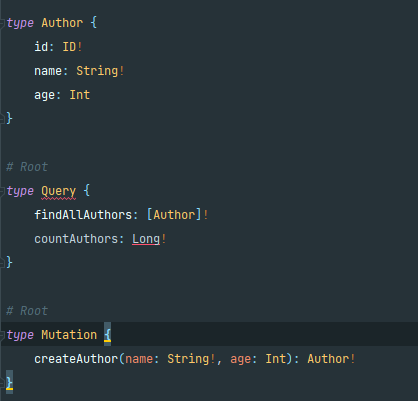 type Author {
id: ID!
name: String!
age: Int
}
# Root
type Query {
findAllAuthors: [Author]!
countAuthors: Long!
}
# Root
type Mutation {
createAuthor(name: String!, age: Int): Author!
}